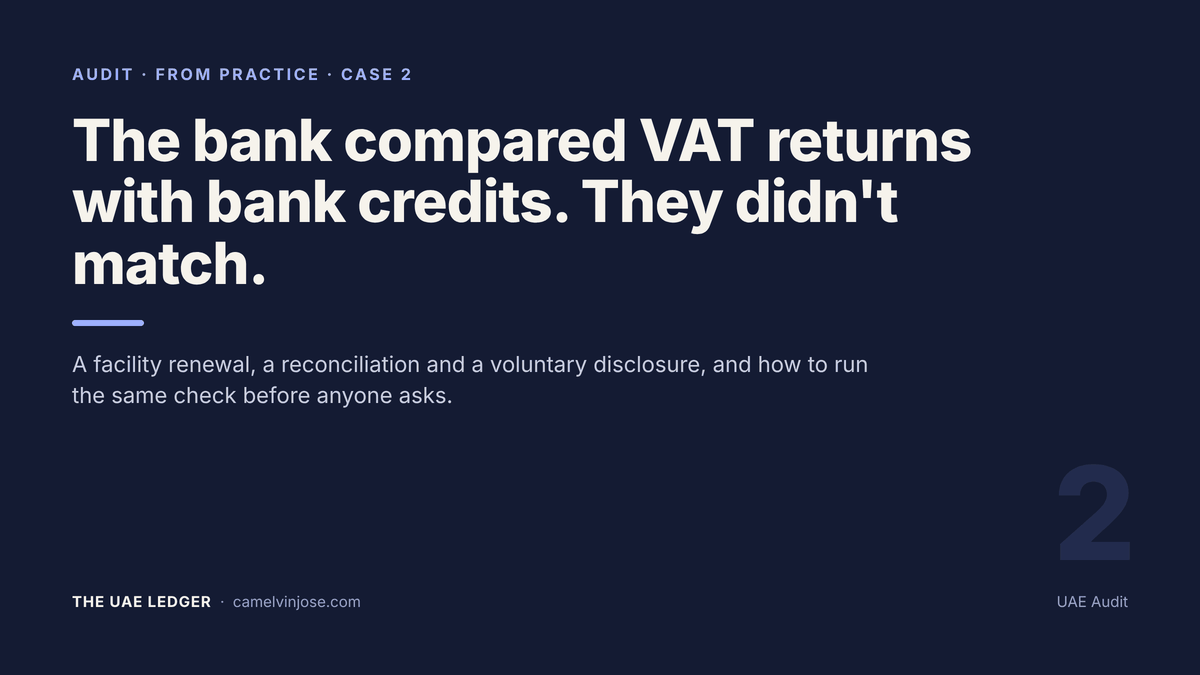 AUDIT · FROM PRACTICE · CASE 2
The bank compared VAT returns
with bank credits. They didn't
match.
A facility renewal, a reconciliation and a voluntary disclosure, and how to run
the same check before anyone asks.
2
THE UAE LEDGER · camelvinjose.com
UAE Audit